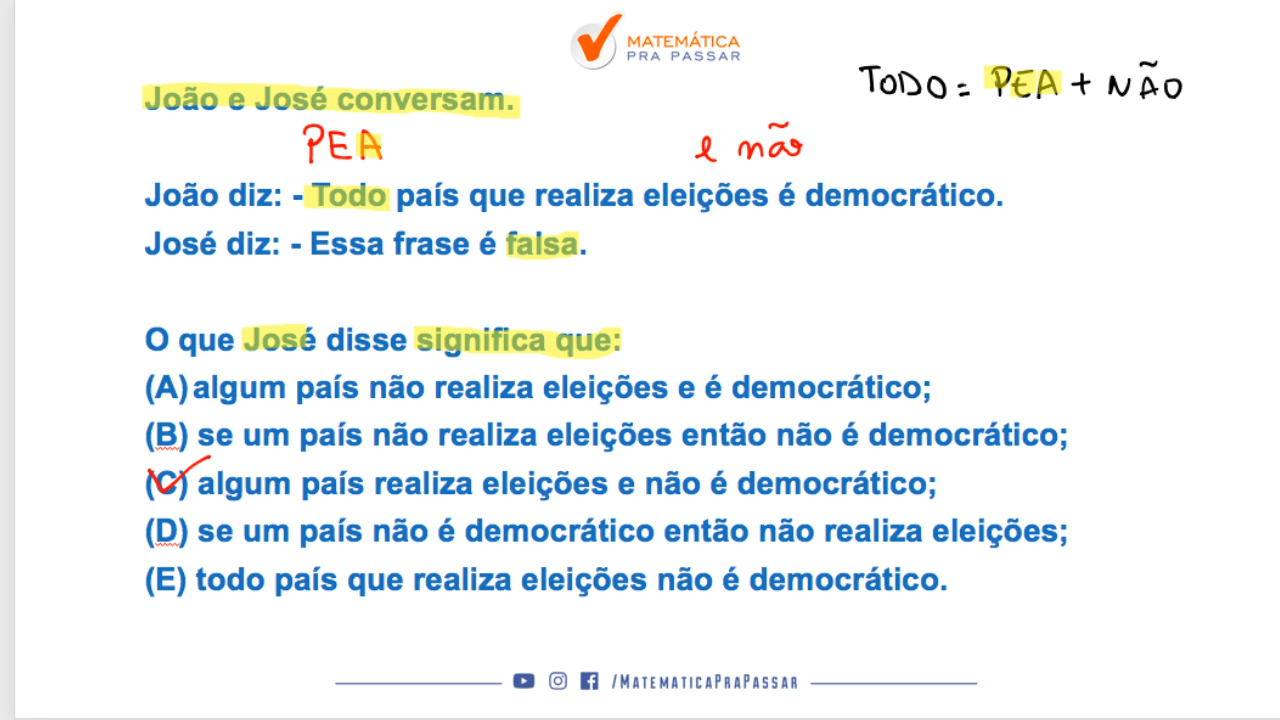 MATEMÁTICA
PRA PASSAR
TODO = PEA + NÃO
João e José conversam.
PEA e não
João diz: - Todo país que realiza eleições é democrático.
José diz: - Essa frase é falsa.
O que José disse significa que:
(A) algum país não realiza eleições e é democrático;
(B) se um país não realiza eleições então não é democrático;
(C) algum país realiza eleições e não é democrático;
(D) se um país não é democrático então não realiza eleições;
(E) todo país que realiza eleições não é democrático.
/MATEMATICAPRAPASSAR